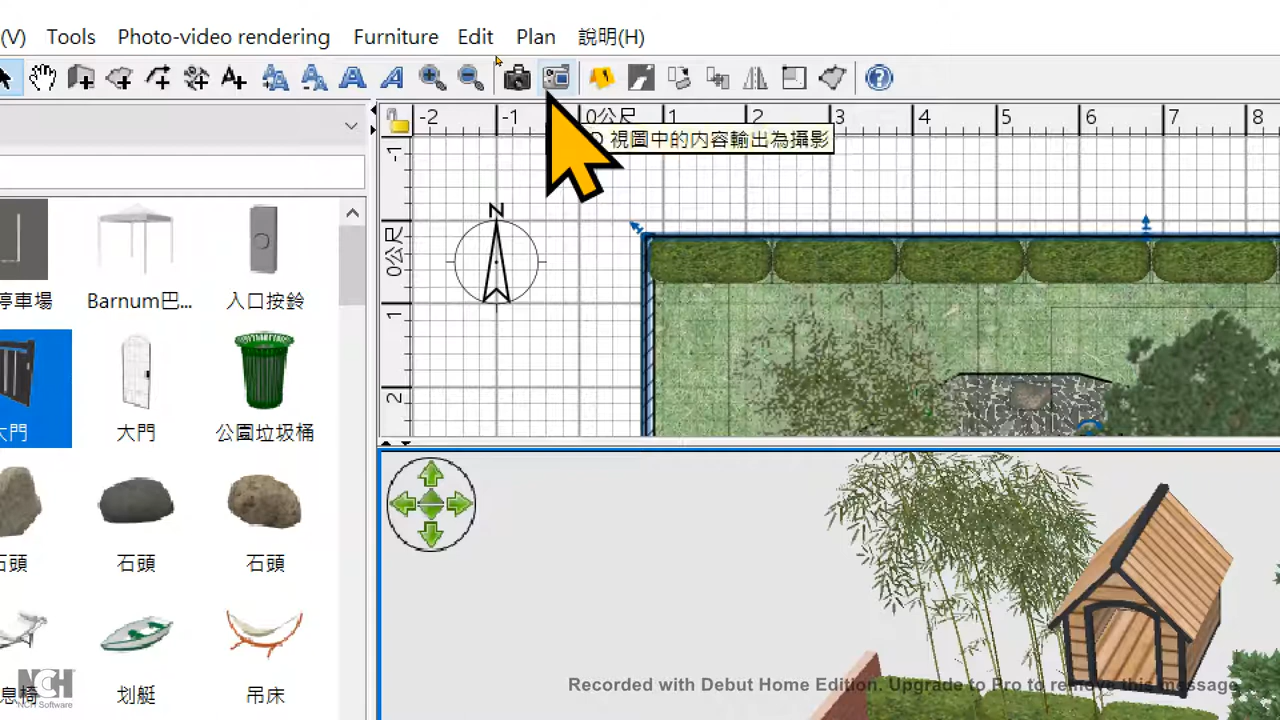 (V) Tools Photo-video rendering Furniture Edit Plan 說明(H)
-2 -1 0公尺 1 2 3 4 5 6 7 8
視圖中的內容輸出為攝影
-1
0公尺
1
2
N
停車場 Barnum巴... 入口按鈴
大門 大門 公園垃圾桶
石頭 石頭 石頭
息椅 划艇 吊床
NCH
NCH Software
Recorded with Debut Home Edition. Upgrade to Pro to remove this message